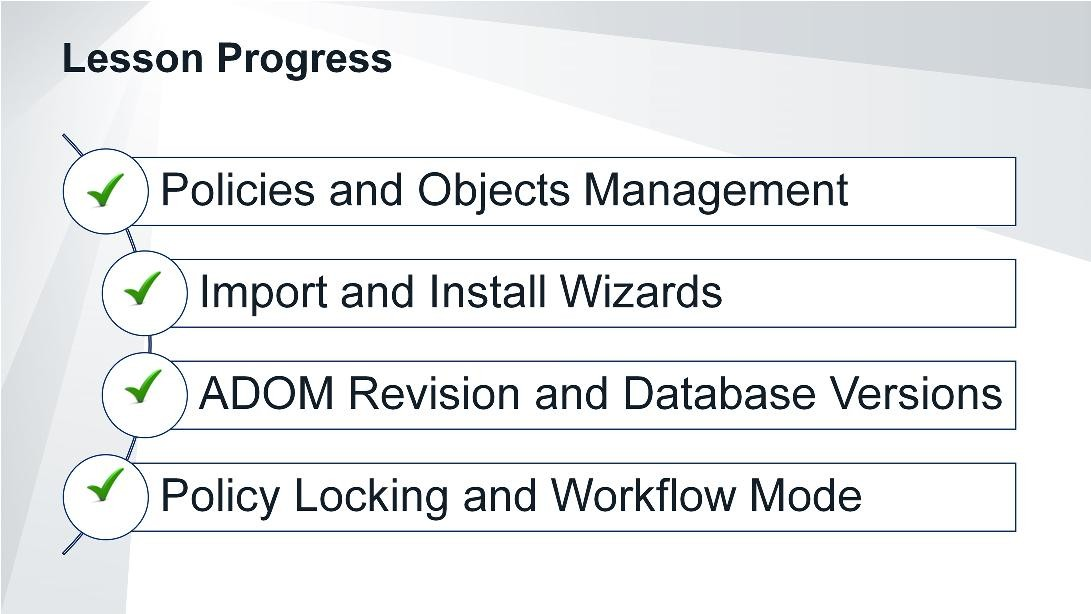 Lesson Progress
Policies and Objects Management
Import and Install Wizards
ADOM Revision and Database Versions
Policy Locking and Workflow Mode